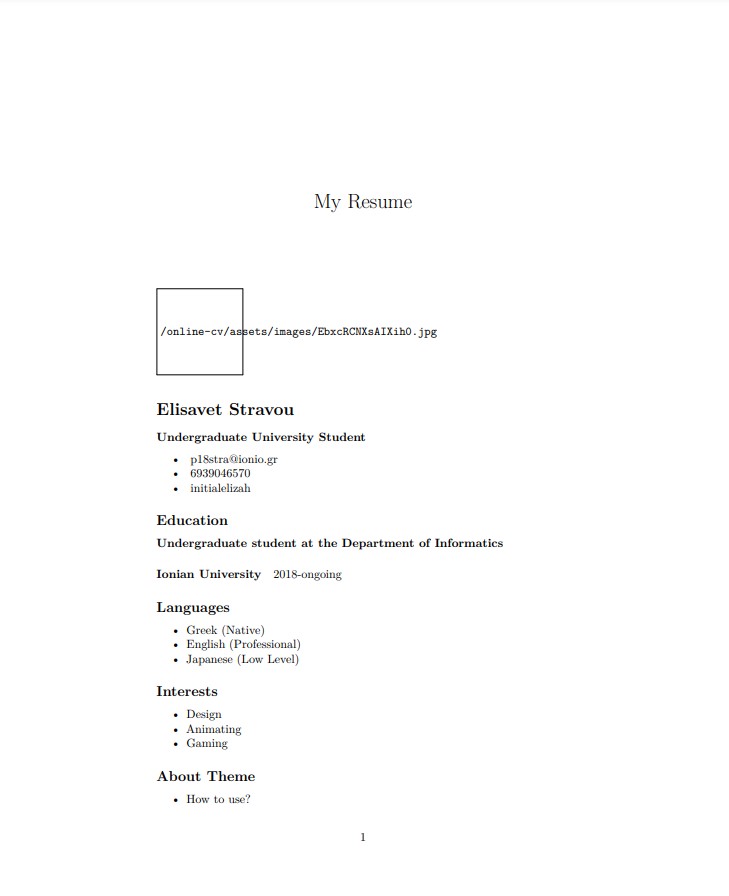 My Resume
/online-cv/assets/images/EbxcRCNXsAIXih0.jpg
Elisavet Stravou
Undergraduate University Student
• p18stra@ionio.gr
• 6939046570
• initialelizah
Education
Undergraduate student at the Department of Informatics
Ionian University 2018-ongoing
Languages
• Greek (Native)
• English (Professional)
• Japanese (Low Level)
Interests
• Design
• Animating
• Gaming
About Theme
• How to use?
1